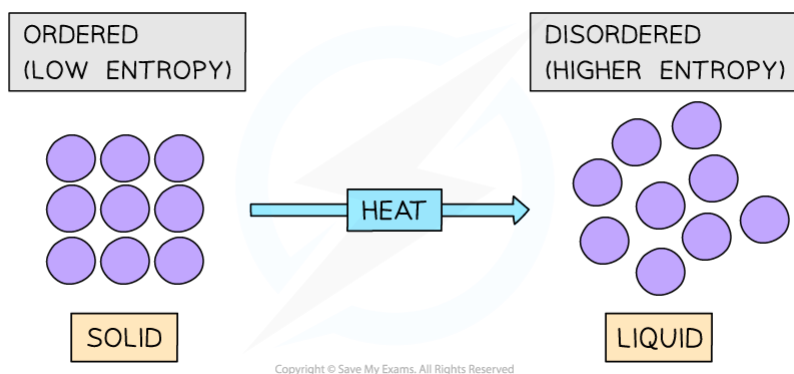 ORDERED
(LOW ENTROPY)
DISORDERED
(HIGHER ENTROPY)
HEAT
SOLID
LIQUID
Copyright © Save My Exams. All Rights Reserved